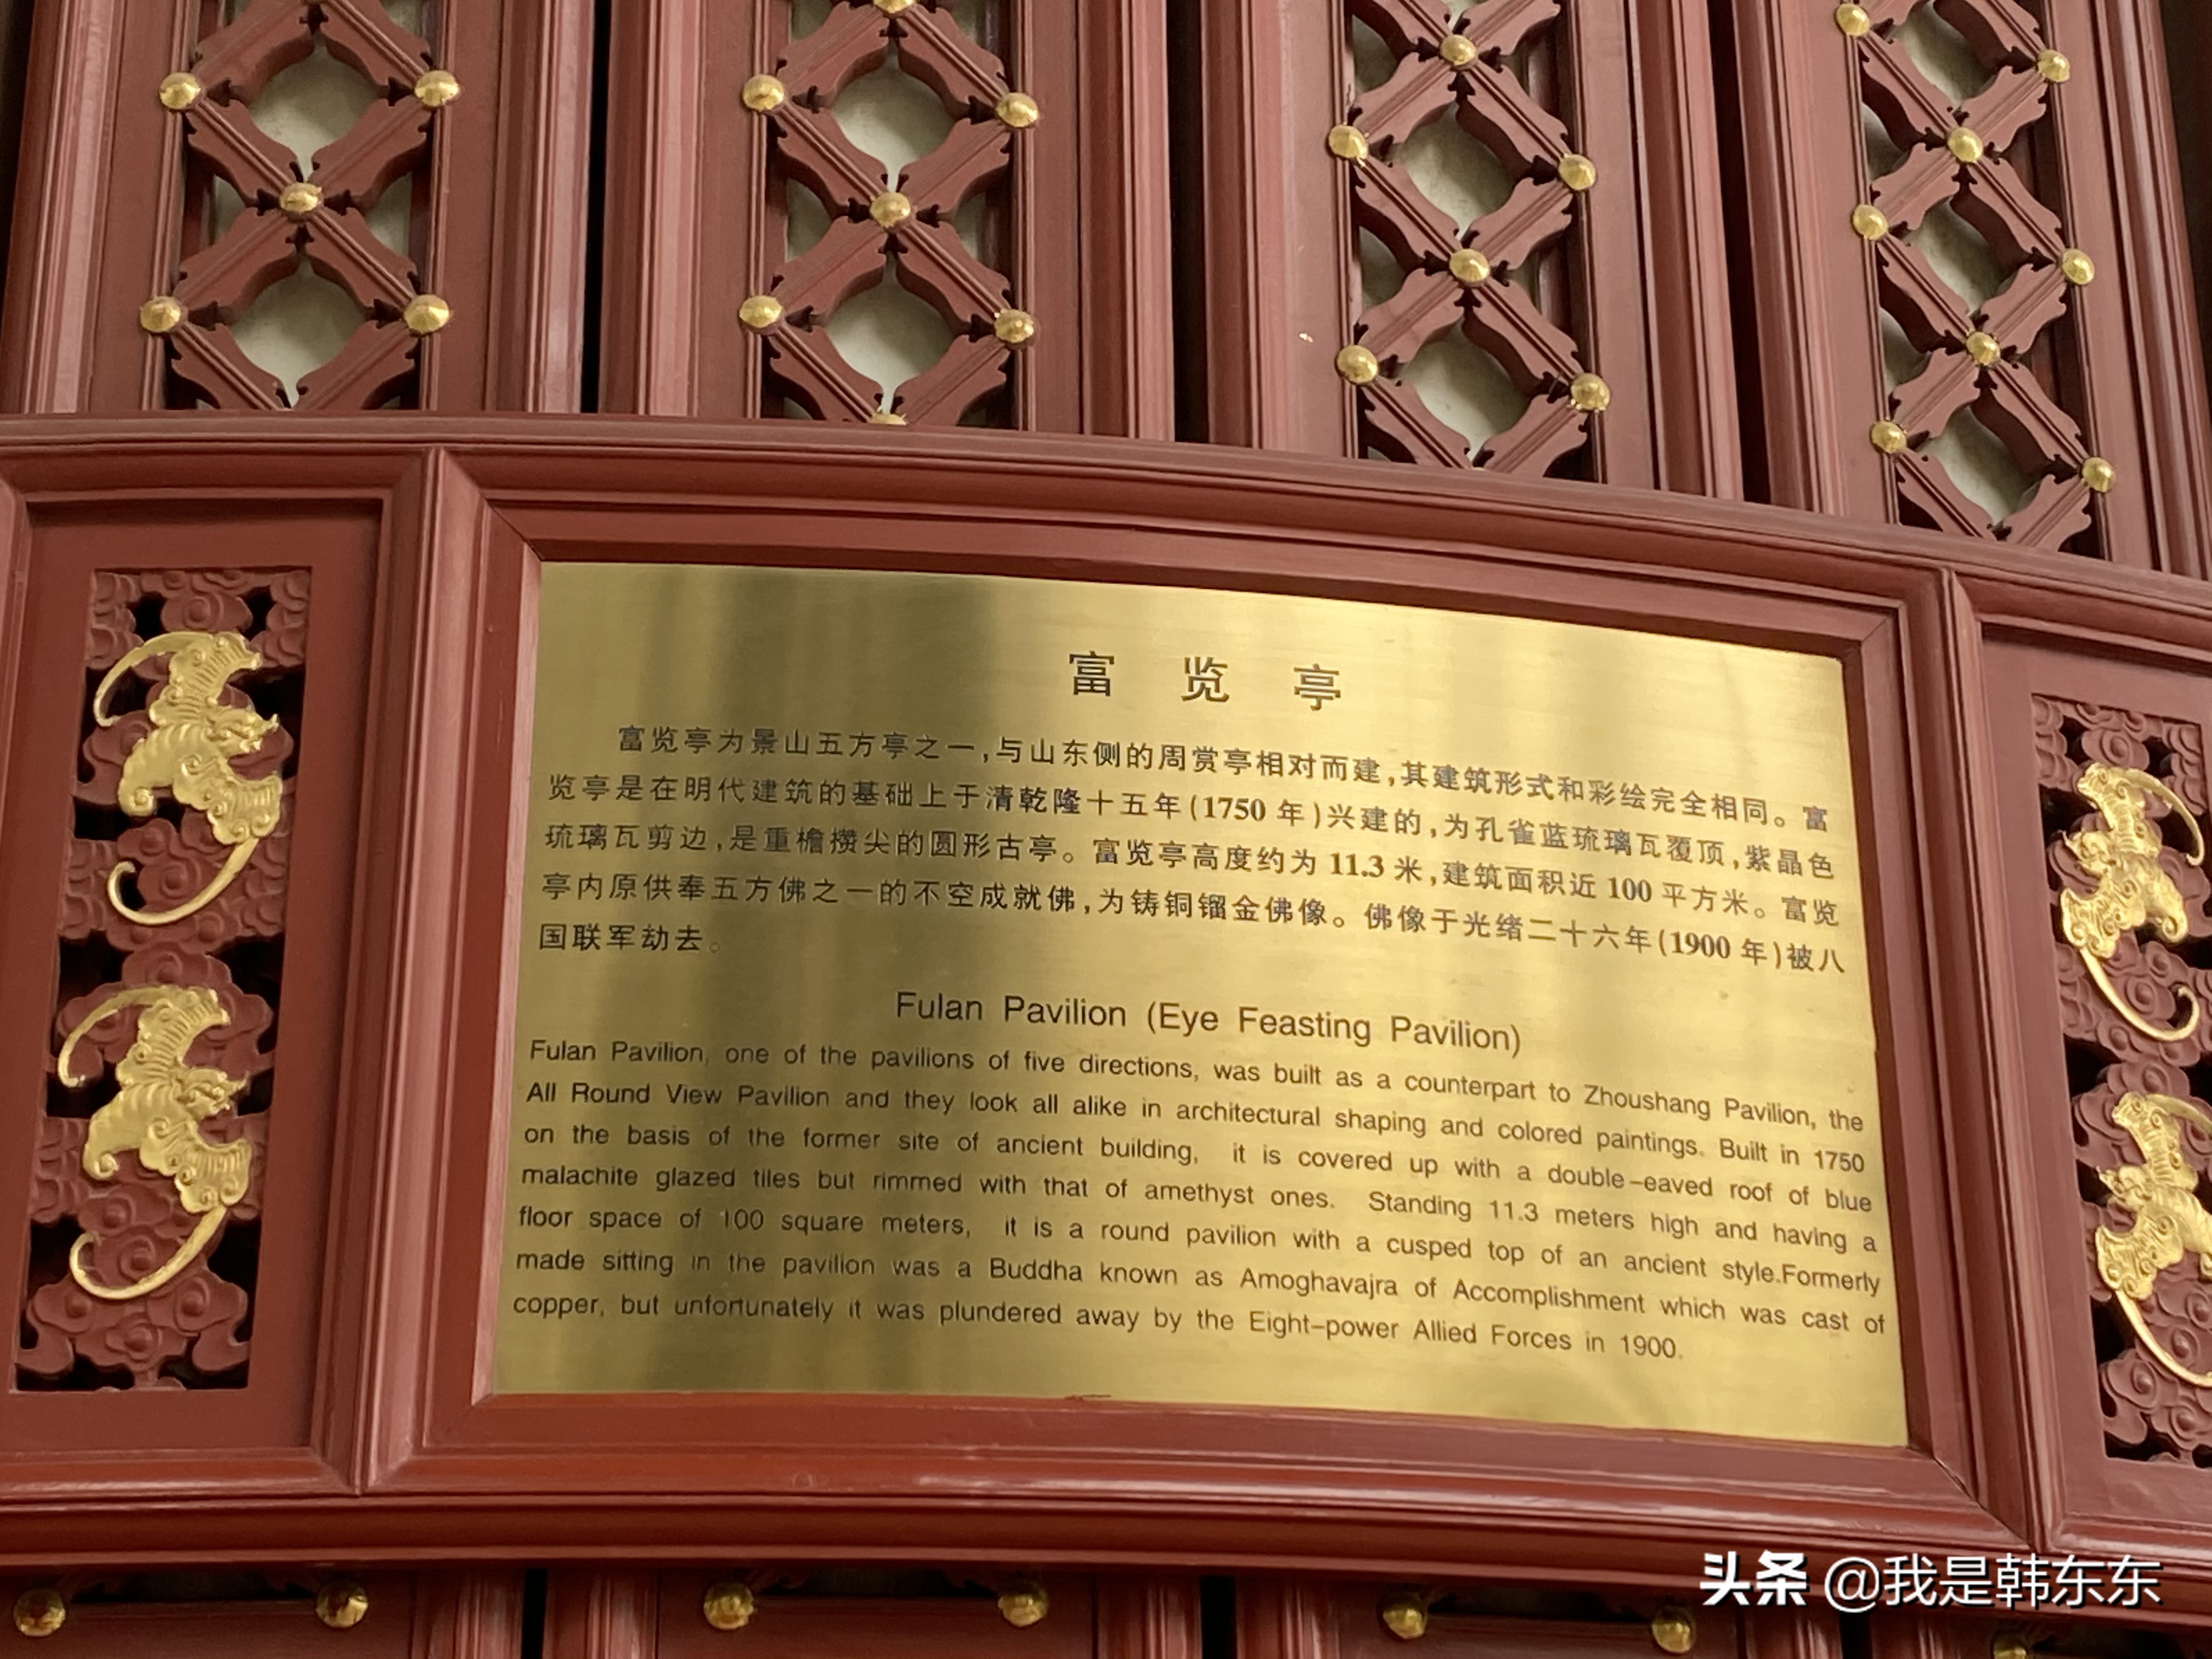 富览亭
富览亭为景山五方亭之一,与山东侧的周赏亭相对而建,其建筑形式和彩绘完全相同。富
览亭是在明代建筑的基础上于清乾隆十五年(1750年)兴建的,为孔雀蓝琉璃瓦覆顶,紫晶色
琉璃瓦剪边,是重檐攒尖的圆形古亭。富览亭高度约为11.3米,建筑面积近100平方米。富览
亭内原供奉五方佛之一的不空成就佛,为铸铜镏金佛像。佛像于光绪二十六年(1900年)被八
国联军劫去。
Fulan Pavilion (Eye Feasting Pavilion)
Fulan Pavilion, one of the pavilions of five directions, was built as a counterpart to Zhoushang Pavilion, the
All Round View Pavilion and they look all alike in architectural shaping and colored paintings. Built in 1750
on the basis of the former site of ancient building, it is covered up with a double-eaved roof of blue
malachite glazed tiles but rimmed with that of amethyst ones. Standing 11.3 meters high and having a
floor space of 100 square meters, it is a round pavilion with a cusped top of an ancient style.Formerly
made sitting in the pavilion was a Buddha known as Amoghavajra of Accomplishment which was cast of
copper, but unfortunately it was plundered away by the Eight-power Allied Forces in 1900.
头条 @我是韩东东